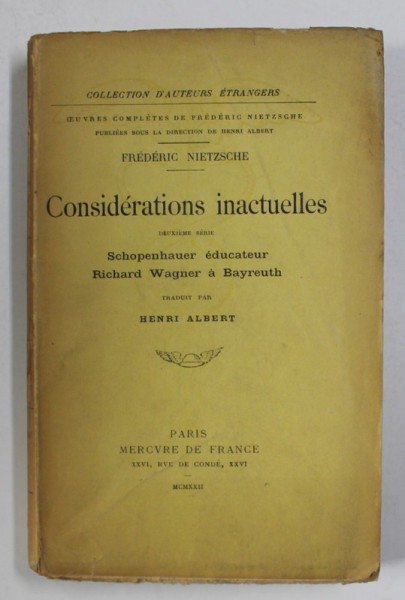 COLLECTION D'AUTEURS ÉTRANGERS
ŒUVRES COMPLÈTES DE FRÉDÉRIC NIETZSCHE
PUBLIÉES SOUS LA DIRECTION DE HENRI ALBERT
FRÉDÉRIC NIETZSCHE
Considérations inactuelles
DEUXIÈME SÉRIE
Schopenhauer éducateur
Richard Wagner à Bayreuth
TRADUIT PAR
HENRI ALBERT
PARIS
MERCVRE DE FRANCE
XXVI, RVE DE CONDÉ, XXVI
MCMXXII